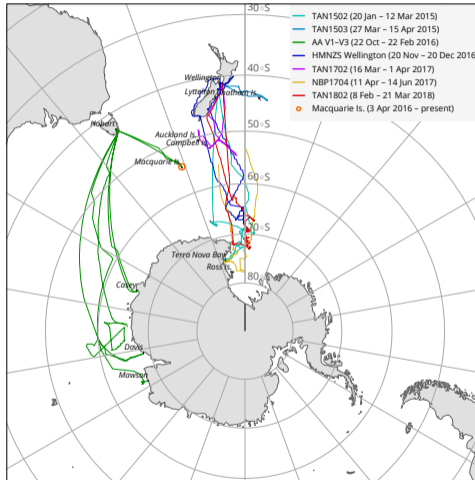 30°S
TAN1502 (20 Jan – 12 Mar 2015)
TAN1503 (27 Mar – 15 Apr 2015)
AA V1–V3 (22 Oct – 22 Feb 2016)
HMNZS Wellington (20 Nov – 20 Dec 2016)
TAN1702 (16 Mar – 1 Apr 2017)
NBP1704 (11 Apr – 14 Jun 2017)
TAN1802 (8 Feb – 21 Mar 2018)
Macquarie Is. (3 Apr 2016 – present)
40°S
Wellington
Lyttelton
Chatham Is.
50°S
Hobart
Auckland Is.
Campbell Is.
Macquarie Is.
60°S
70°S
Terra Nova Bay
Ross Is.
80°S
Casey
Davis
Mawson